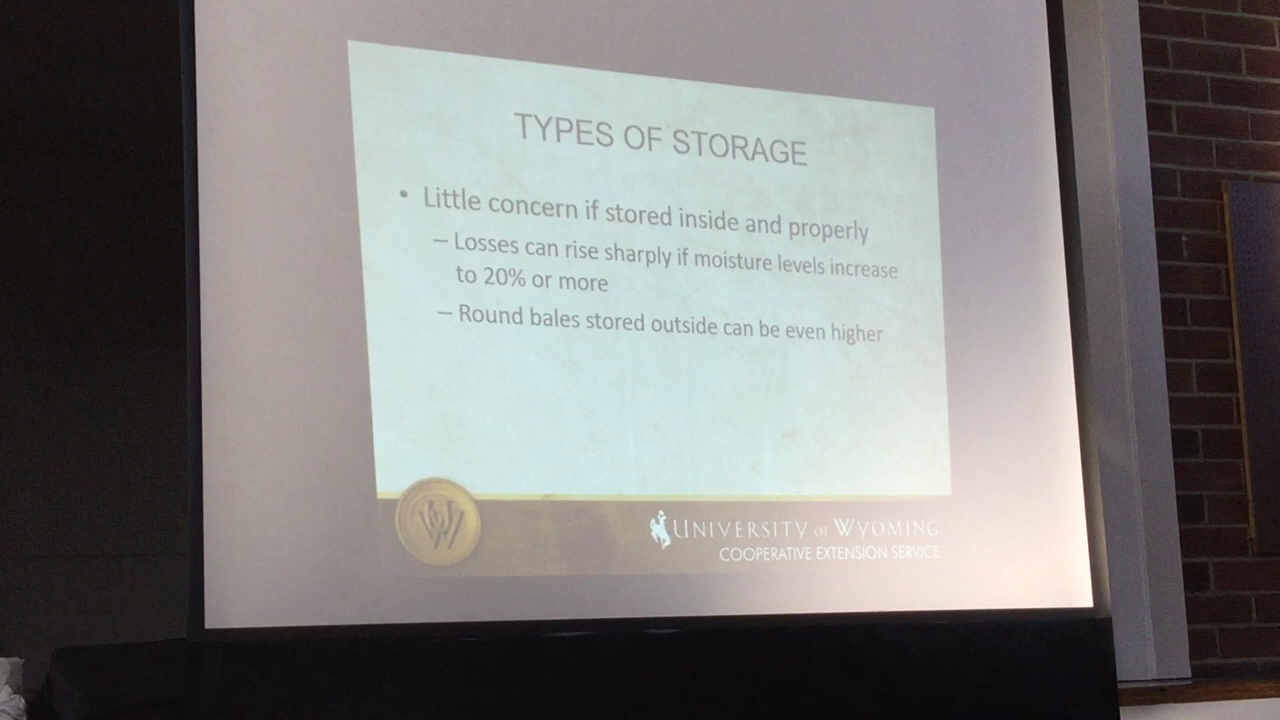 TYPES OF STORAGE
• Little concern if stored inside and properly
– Losses can rise sharply if moisture levels increase
to 20% or more
– Round bales stored outside can be even higher
W
UNIVERSITY OF WYOMING
COOPERATIVE EXTENSION SERVICE